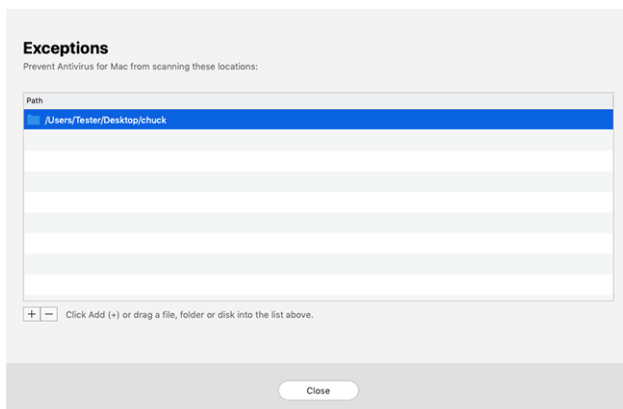 Exceptions
Prevent Antivirus for Mac from scanning these locations:
Path
/Users/Tester/Desktop/chuck
+ − Click Add (+) or drag a file, folder or disk into the list above.
Close